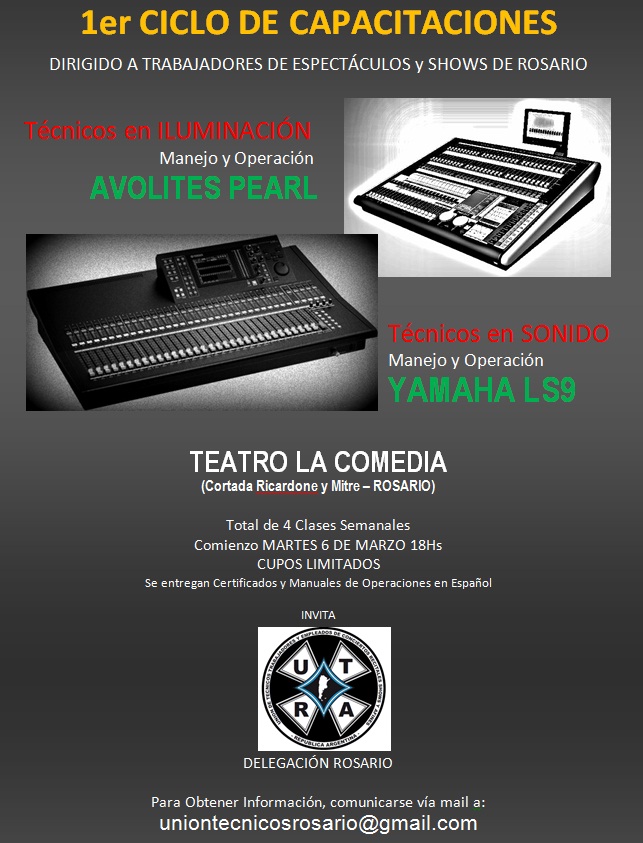 1er CICLO DE CAPACITACIONES
DIRIGIDO A TRABAJADORES DE ESPECTÁCULOS y SHOWS DE ROSARIO
Técnicos en ILUMINACIÓN
Manejo y Operación
AVOLITES PEARL
Técnicos en SONIDO
Manejo y Operación
YAMAHA LS9
TEATRO LA COMEDIA
(Cortada Ricardone y Mitre – ROSARIO)
Total de 4 Clases Semanales
Comienzo MARTES 6 DE MARZO 18Hs
CUPOS LIMITADOS
Se entregan Certificados y Manuales de Operaciones en Español
INVITA
U T
R A
REPUBLICA ARGENTINA
DELEGACIÓN ROSARIO
Para Obtener Información, comunicarse vía mail a:
uniontecnicosrosario@gmail.com